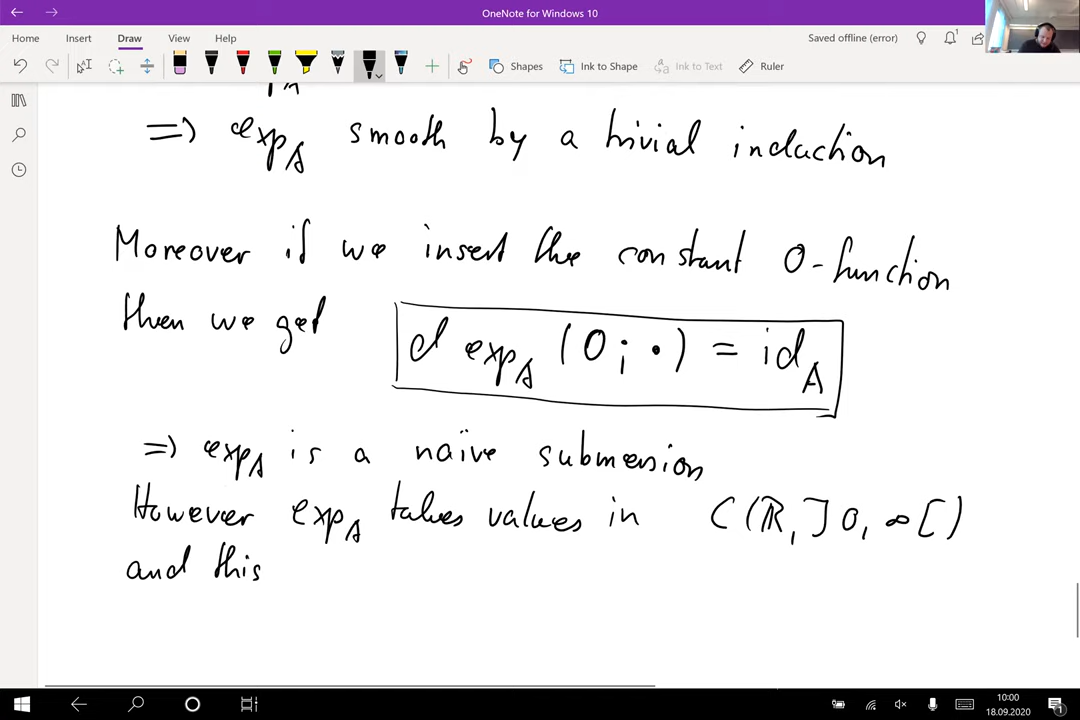 OneNote for Windows 10
Home Insert Draw View Help Saved offline (error)
Shapes Ink to Shape Ink to Text Ruler
=> exp_A smooth by a trivial induction
Moreover if we insert the constant 0-function
then we get d exp_A (0; •) = id_A
=> exp_A is a naïve submersion
However exp_A takes values in C(ℝ, ]0, ∞[)
and this
10:00
18.09.2020